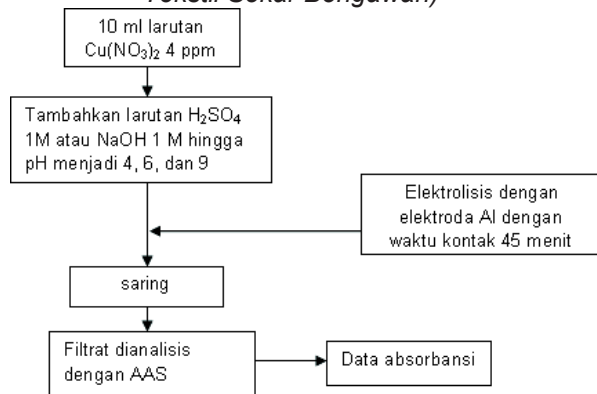 Tekstil Sekar Bengawan)
10 ml larutan
Cu(NO₃)₂ 4 ppm
Tambahkan larutan H₂SO₄
1M atau NaOH 1 M hingga
pH menjadi 4, 6, dan 9
Elektrolisis dengan
elektroda Al dengan
waktu kontak 45 menit
saring
Filtrat dianalisis
dengan AAS
Data absorbansi